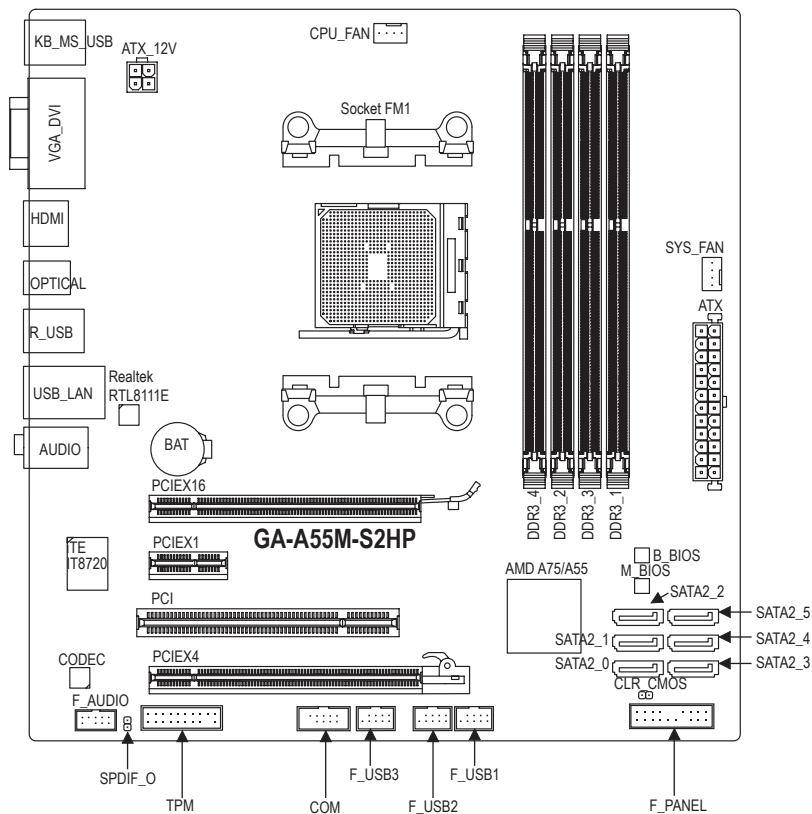 KB_MS_USB
ATX_12V
CPU_FAN
VGA_DVI
Socket FM1
HDMI
OPTICAL
R_USB
USB_LAN
Realtek
RTL8111E
AUDIO
BAT
SYS_FAN
ATX
DDR3_4
DDR3_2
DDR3_3
DDR3_1
PCIEX16
GA-A55M-S2HP
ITE
IT8720
PCIEX1
AMD A75/A55
B_BIOS
M_BIOS
SATA2_2
SATA2_5
PCI
SATA2_1
SATA2_4
SATA2_0
SATA2_3
CODEC
PCIEX4
CLR_CMOS
F_AUDIO
SPDIF_O
TPM
COM
F_USB3
F_USB2
F_USB1
F_PANEL